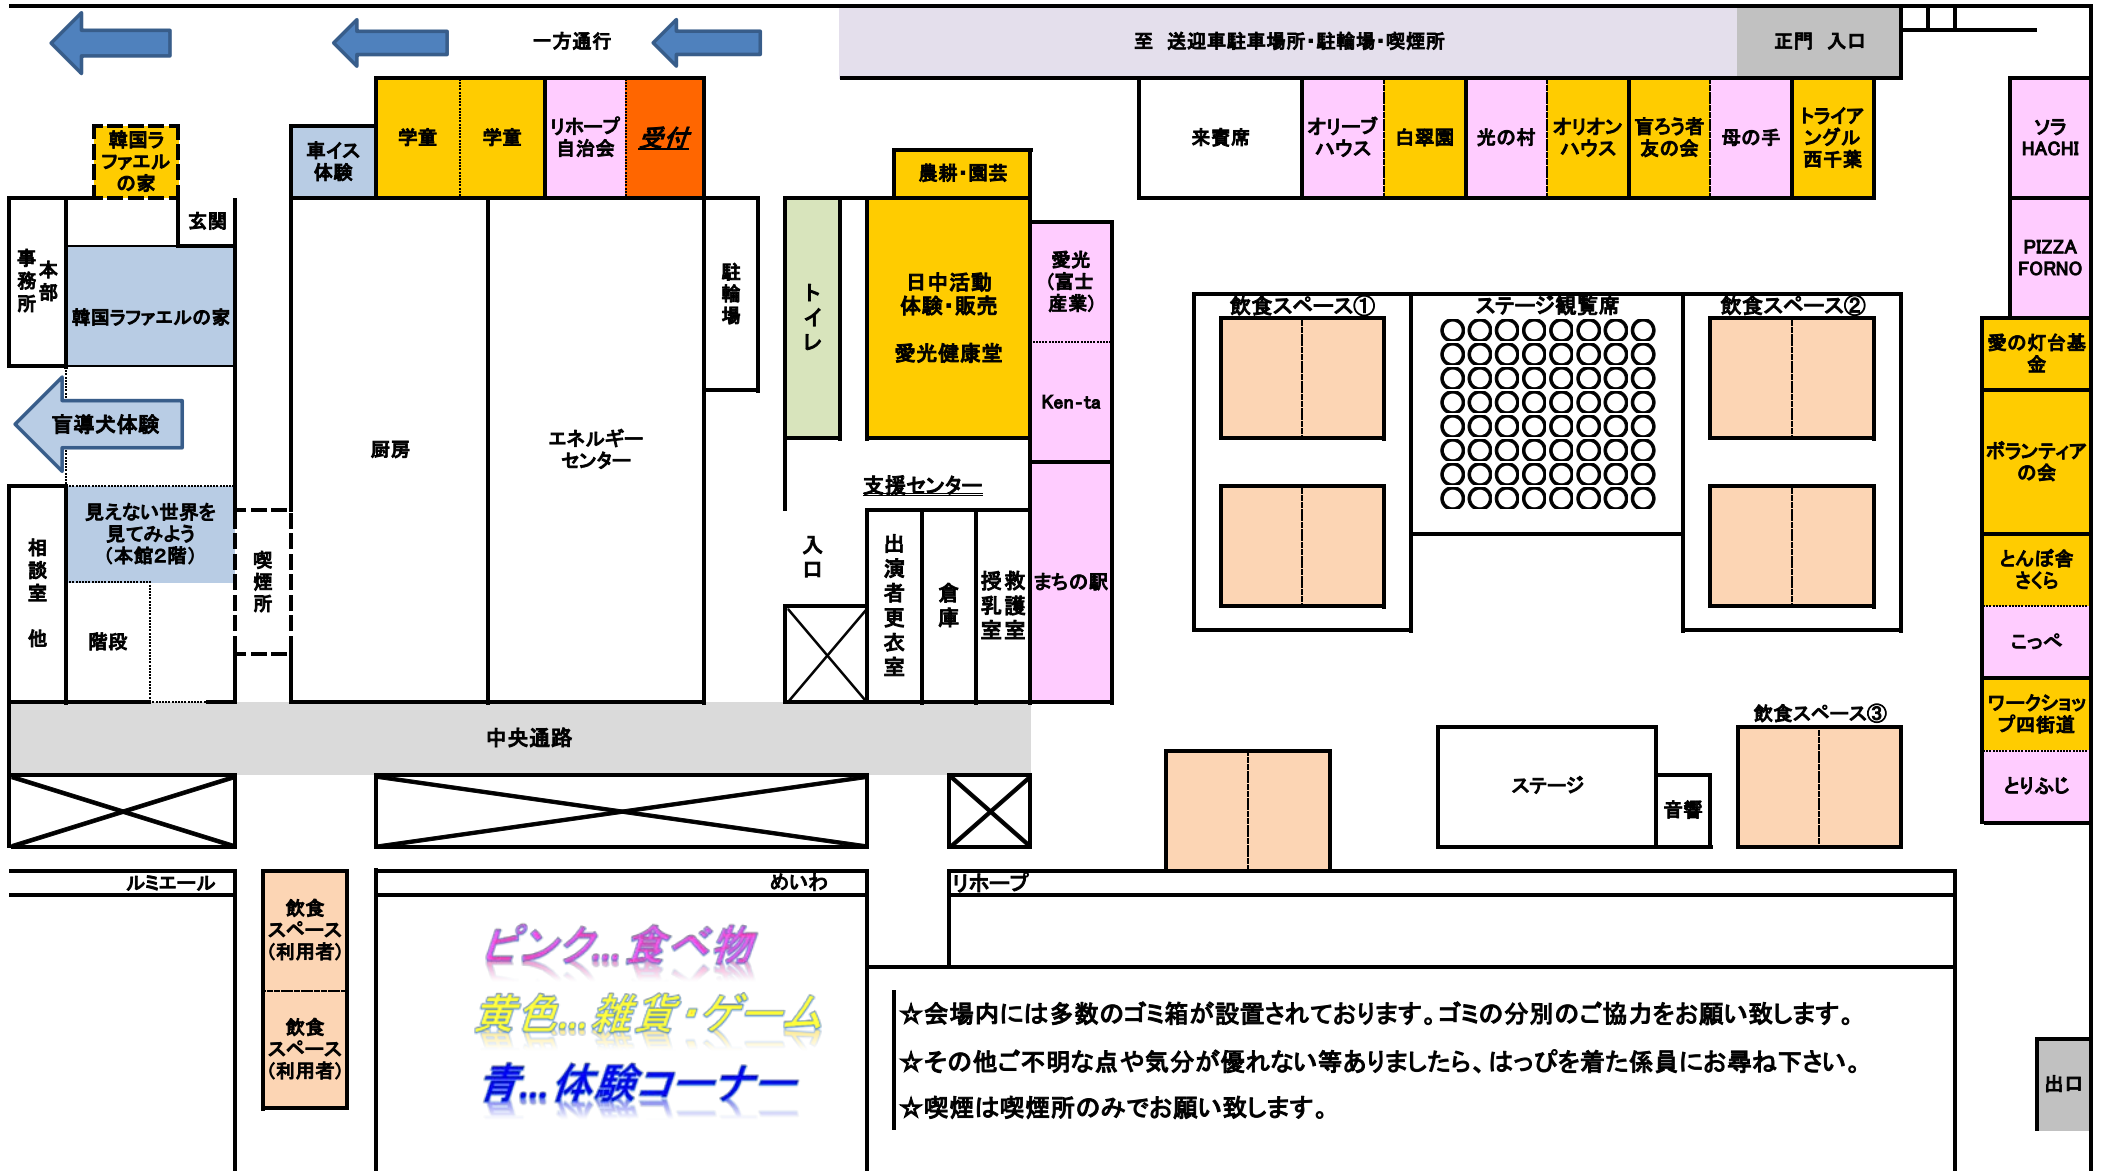 一方通行
至　送迎車駐車場所・駐輪場・喫煙所
正門　入口
韓国ラ
ファエル
の家
車イス
体験
学童
学童
リホープ
自治会
受付
農耕・園芸
来賓席
オリーブ
ハウス
白翠園
光の村
オリオン
ハウス
盲ろう者
友の会
母の手
トライア
ングル
西千葉
ソラ
HACHI
玄関
事務所
本部
韓国ラファエルの家
駐輪場
トイレ
日中活動
体験・販売
愛光健康堂
愛光
(富士
産業)
Ken-ta
PIZZA
FORNO
飲食スペース①
ステージ観覧席
飲食スペース②
愛の灯台基
金
盲導犬体験
厨房
エネルギー
センター
ボランティア
の会
支援センター
見えない世界を
見てみよう
(本館2階)
相談室　他
喫煙所
入口
出演者更衣室
倉庫
授乳室
救護室
まちの駅
とんぼ舎
さくら
こっぺ
階段
ワークショッ
プ四街道
中央通路
飲食スペース③
ステージ
音響
とりふじ
ルミエール
めいわ
リホープ
飲食
スペース
(利用者)
飲食
スペース
(利用者)
ピンク…食べ物
黄色…雑貨・ゲーム
青…体験コーナー
☆会場内には多数のゴミ箱が設置されております。ゴミの分別のご協力をお願い致します。
☆その他ご不明な点や気分が優れない等ありましたら、はっぴを着た係員にお尋ね下さい。
☆喫煙は喫煙所のみでお願い致します。
出口